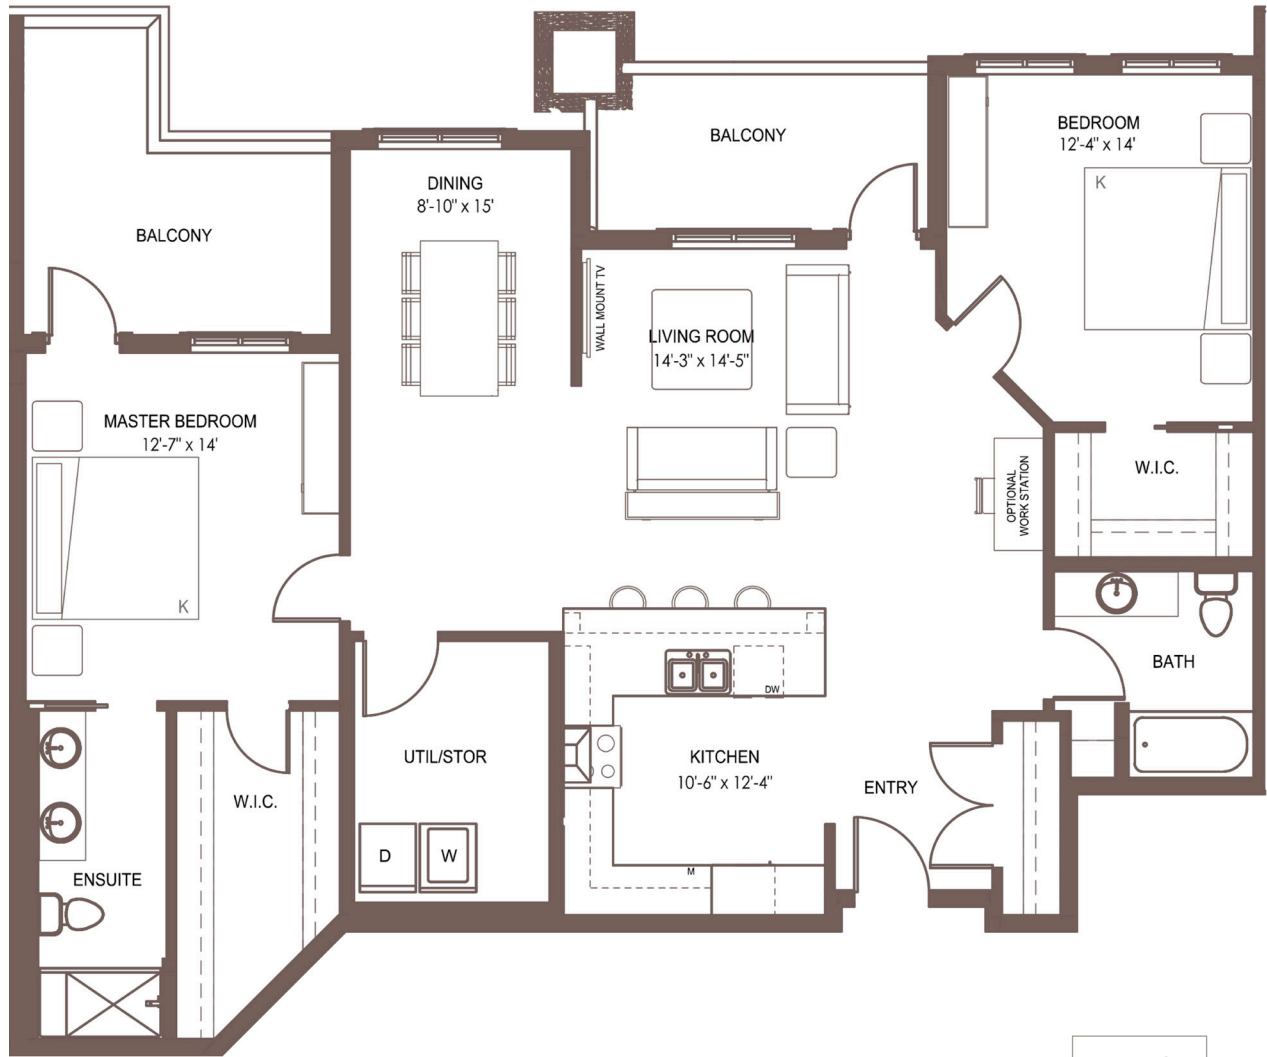 BALCONY
BEDROOM
12'-4" x 14'
K
DINING
8'-10" x 15'
BALCONY
WALL MOUNT TV
LIVING ROOM
14'-3" x 14'-5"
MASTER BEDROOM
12'-7" x 14'
K
W.I.C.
OPTIONAL
WORK STATION
BATH
DW
UTIL/STOR
KITCHEN
10'-6" x 12'-4"
ENTRY
W.I.C.
D
W
M
ENSUITE